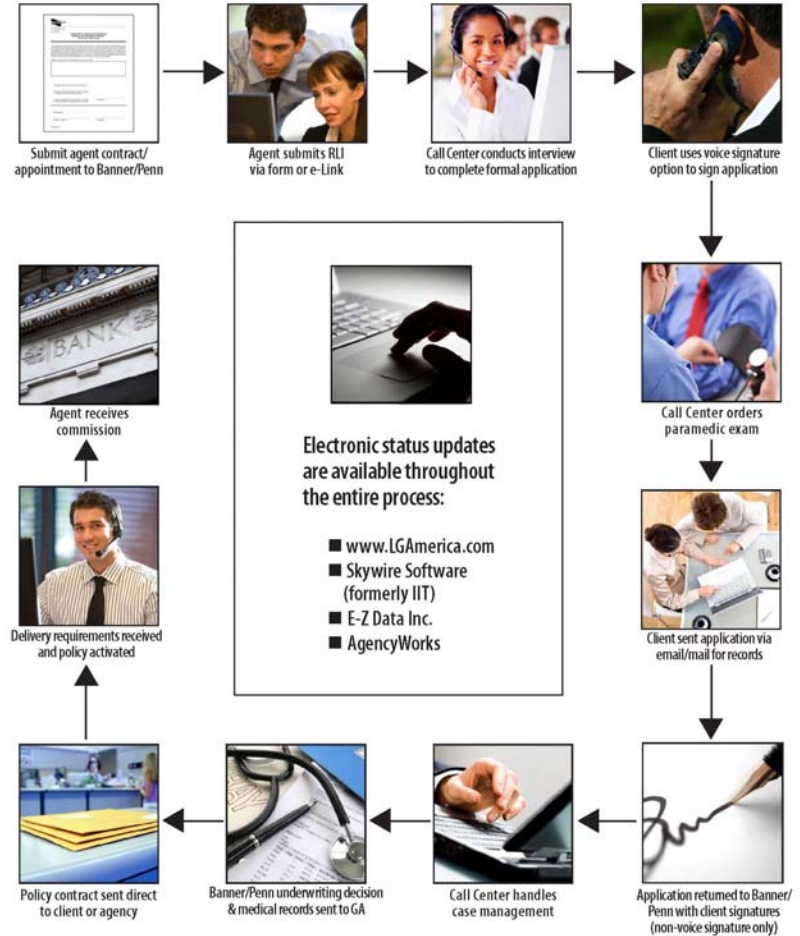 Submit agent contract/
appointment to Banner/Penn
Agent submits RLI
via form or e-Link
Call Center conducts interview
to complete formal application
Client uses voice signature
option to sign application
Call Center orders
paramedic exam
Client sent application via
email/mail for records
Application returned to Banner/
Penn with client signatures
(non-voice signature only)
Call Center handles
case management
Banner/Penn underwriting decision
& medical records sent to GA
Policy contract sent direct
to client or agency
Delivery requirements received
and policy activated
BANK
Agent receives
commission
Electronic status updates
are available throughout
the entire process:
■ www.LGAmerica.com
■ Skywire Software
(formerly IIT)
■ E-Z Data Inc.
■ AgencyWorks